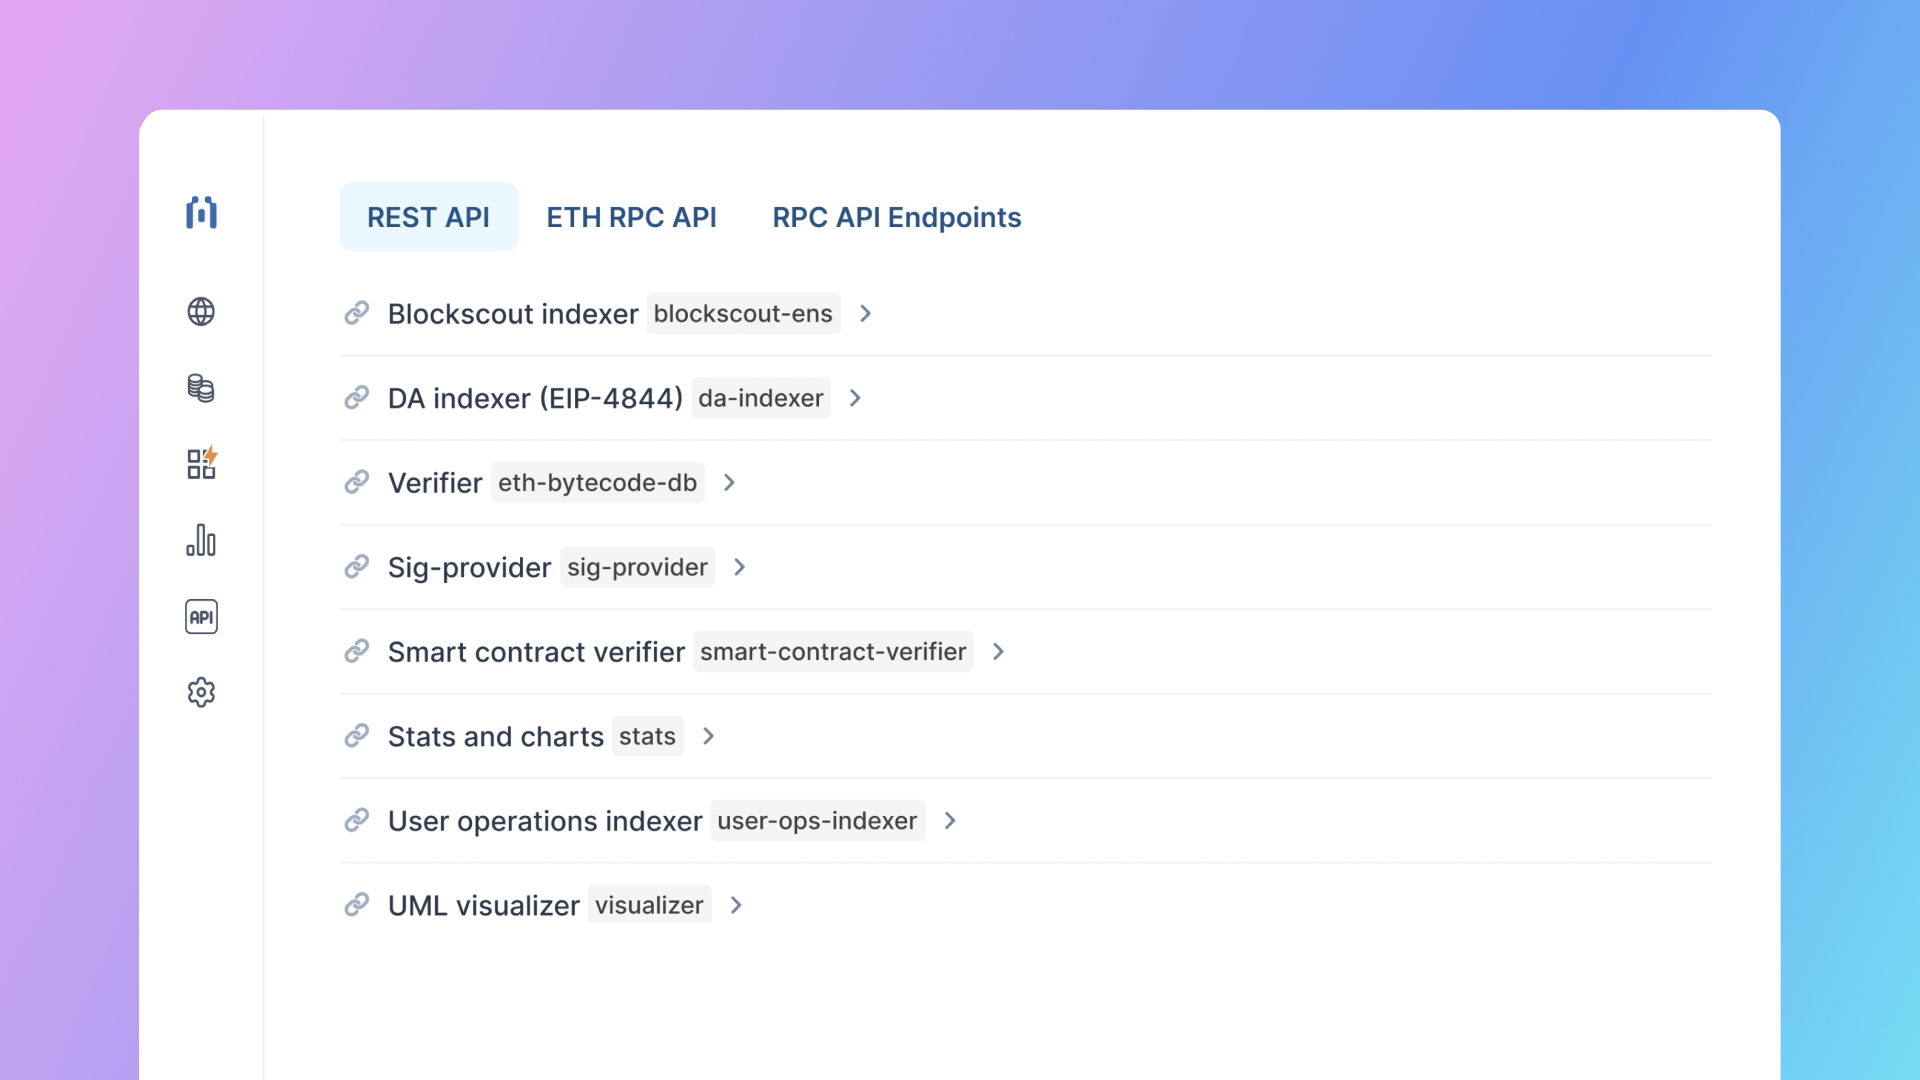 REST API ETH RPC API RPC API Endpoints
Blockscout indexer blockscout-ens
DA indexer (EIP-4844) da-indexer
Verifier eth-bytecode-db
Sig-provider sig-provider
API
Smart contract verifier smart-contract-verifier
Stats and charts stats
User operations indexer user-ops-indexer
UML visualizer visualizer